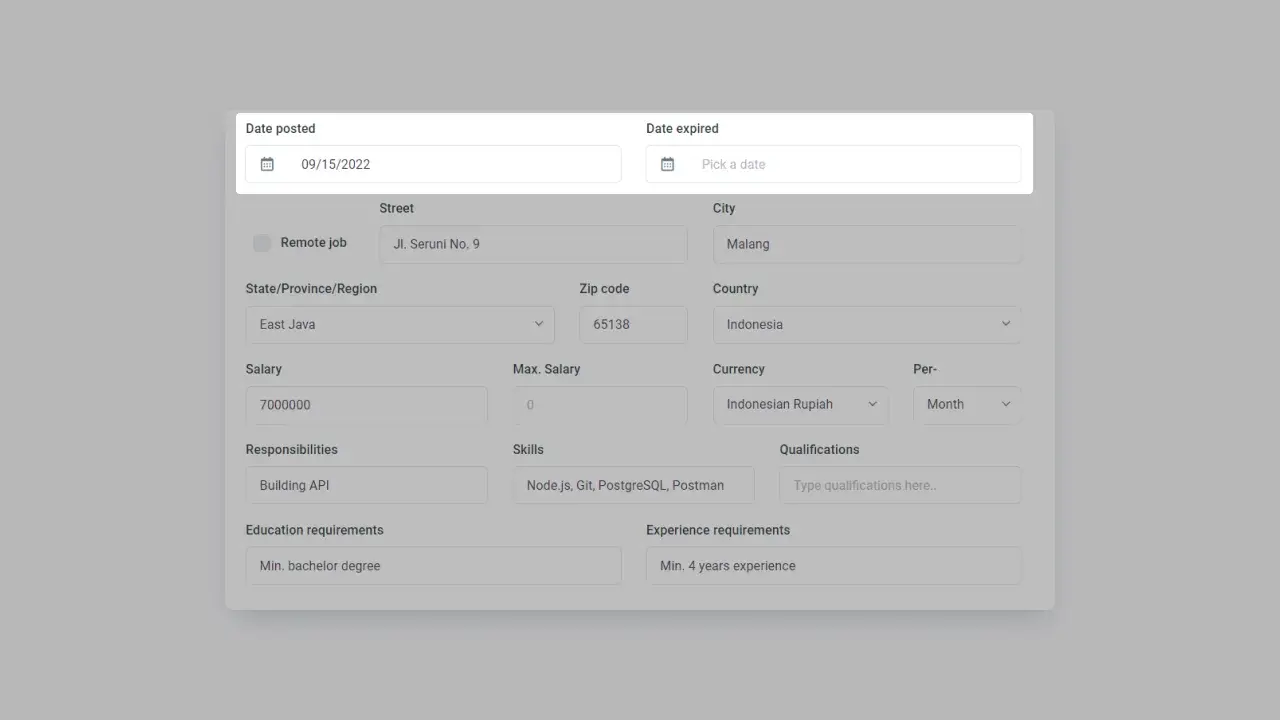 Date posted Date expired
09/15/2022 Pick a date
Street City
Remote job Jl. Seruni No. 9 Malang
State/Province/Region Zip code Country
East Java 65138 Indonesia
Salary Max. Salary Currency Per-
7000000 0 Indonesian Rupiah Month
Responsibilities Skills Qualifications
Building API Node.js, Git, PostgreSQL, Postman Type qualifications here..
Education requirements Experience requirements
Min. bachelor degree Min. 4 years experience